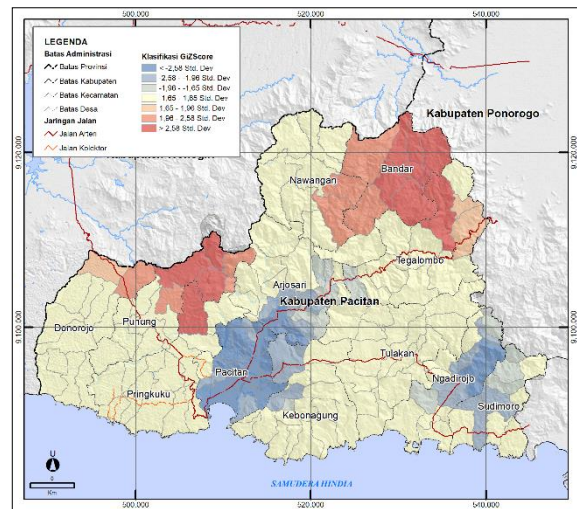 500.000 520.000 540.000
LEGENDA
Batas Administrasi
Batas Provinsi
Batas Kabupaten
Batas Kecamatan
Batas Desa
Jaringan Jalan
Jalan Arteri
Jalan Kolektor
Klasifikasi GiZScore
< -2,58 Std. Dev
-2,58 - -1,96 Std. Dev
-1,96 - -1,65 Std. Dev
1,65 - 1,65 Std. Dev
1,65 - 1,96 Std. Dev
1,96 - 2,58 Std. Dev
> 2,58 Std. Dev
Kabupaten Ponorogo
9.120.000 9.120.000
Nawangan
Bandar
Tegalombo
Arjosari
Kabupaten Pacitan
9.100.000 9.100.000
Donorojo
Punung
Tulakan
Pacitan
Ngadirojo
Pringkuku
Sudimoro
Kebonagung
U
0
Km
SAMUDERA HINDIA
500.000 520.000 540.000